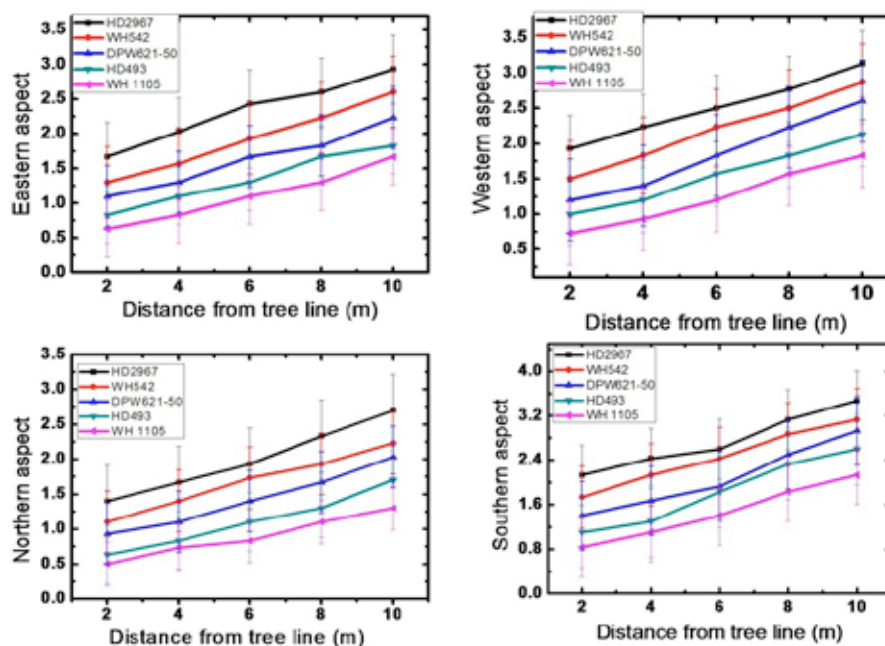 HD2967
WH542
DPW621-50
HD493
WH 1105
Eastern aspect
3.5
3.0
2.5
2.0
1.5
1.0
0.5
0.0
2 4 6 8 10
Distance from tree line (m)
HD2967
WH542
DPW621-50
HD493
WH 1105
Western aspect
3.5
3.0
2.5
2.0
1.5
1.0
0.5
2 4 6 8 10
Distance from tree line (m)
HD2967
WH542
DPW621-50
HD493
WH 1105
Northern aspect
3.5
3.0
2.5
2.0
1.5
1.0
0.5
0.0
2 4 6 8 10
Distance from tree line (m)
HD2967
WH542
DPW621-50
HD493
WH 1105
Southern aspect
4.0
3.2
2.4
1.6
0.8
0.0
2 4 6 8 10
Distance from tree line (m)